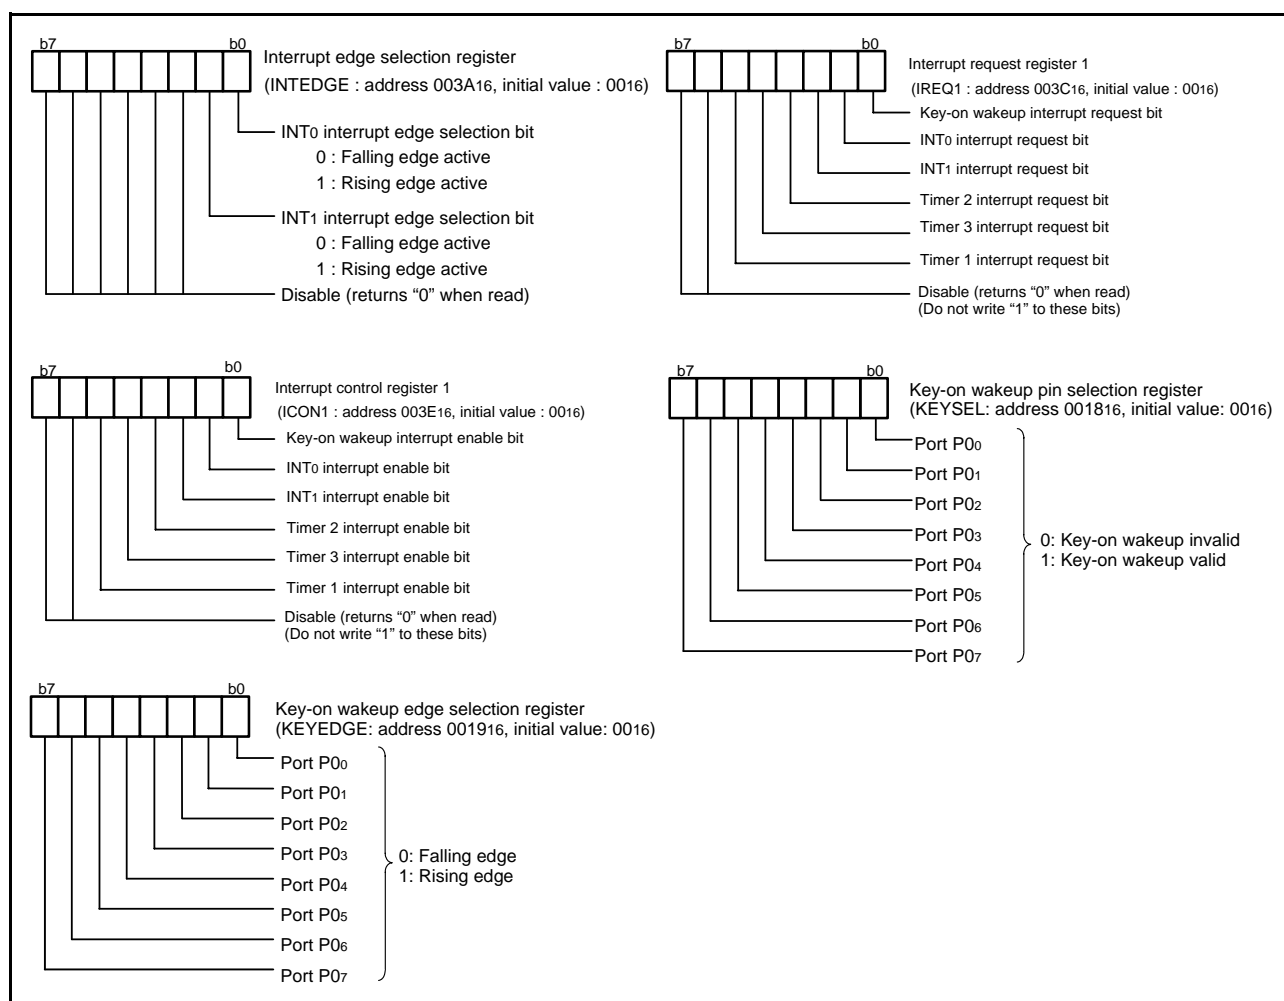 b7 b0
Interrupt edge selection register
(INTEDGE : address 003A16, initial value : 0016)
INT0 interrupt edge selection bit
0 : Falling edge active
1 : Rising edge active
INT1 interrupt edge selection bit
0 : Falling edge active
1 : Rising edge active
Disable (returns “0” when read)
b7 b0
Interrupt request register 1
(IREQ1 : address 003C16, initial value : 0016)
Key-on wakeup interrupt request bit
INT0 interrupt request bit
INT1 interrupt request bit
Timer 2 interrupt request bit
Timer 3 interrupt request bit
Timer 1 interrupt request bit
Disable (returns “0” when read)
(Do not write “1” to these bits)
b7 b0
Interrupt control register 1
(ICON1 : address 003E16, initial value : 0016)
Key-on wakeup interrupt enable bit
INT0 interrupt enable bit
INT1 interrupt enable bit
Timer 2 interrupt enable bit
Timer 3 interrupt enable bit
Timer 1 interrupt enable bit
Disable (returns “0” when read)
(Do not write “1” to these bits)
b7 b0
Key-on wakeup pin selection register
(KEYSEL: address 001816, initial value: 0016)
Port P00
Port P01
Port P02
Port P03
Port P04
Port P05
Port P06
Port P07
0: Key-on wakeup invalid
1: Key-on wakeup valid
b7 b0
Key-on wakeup edge selection register
(KEYEDGE: address 001916, initial value: 0016)
Port P00
Port P01
Port P02
Port P03
Port P04
Port P05
Port P06
Port P07
0: Falling edge
1: Rising edge